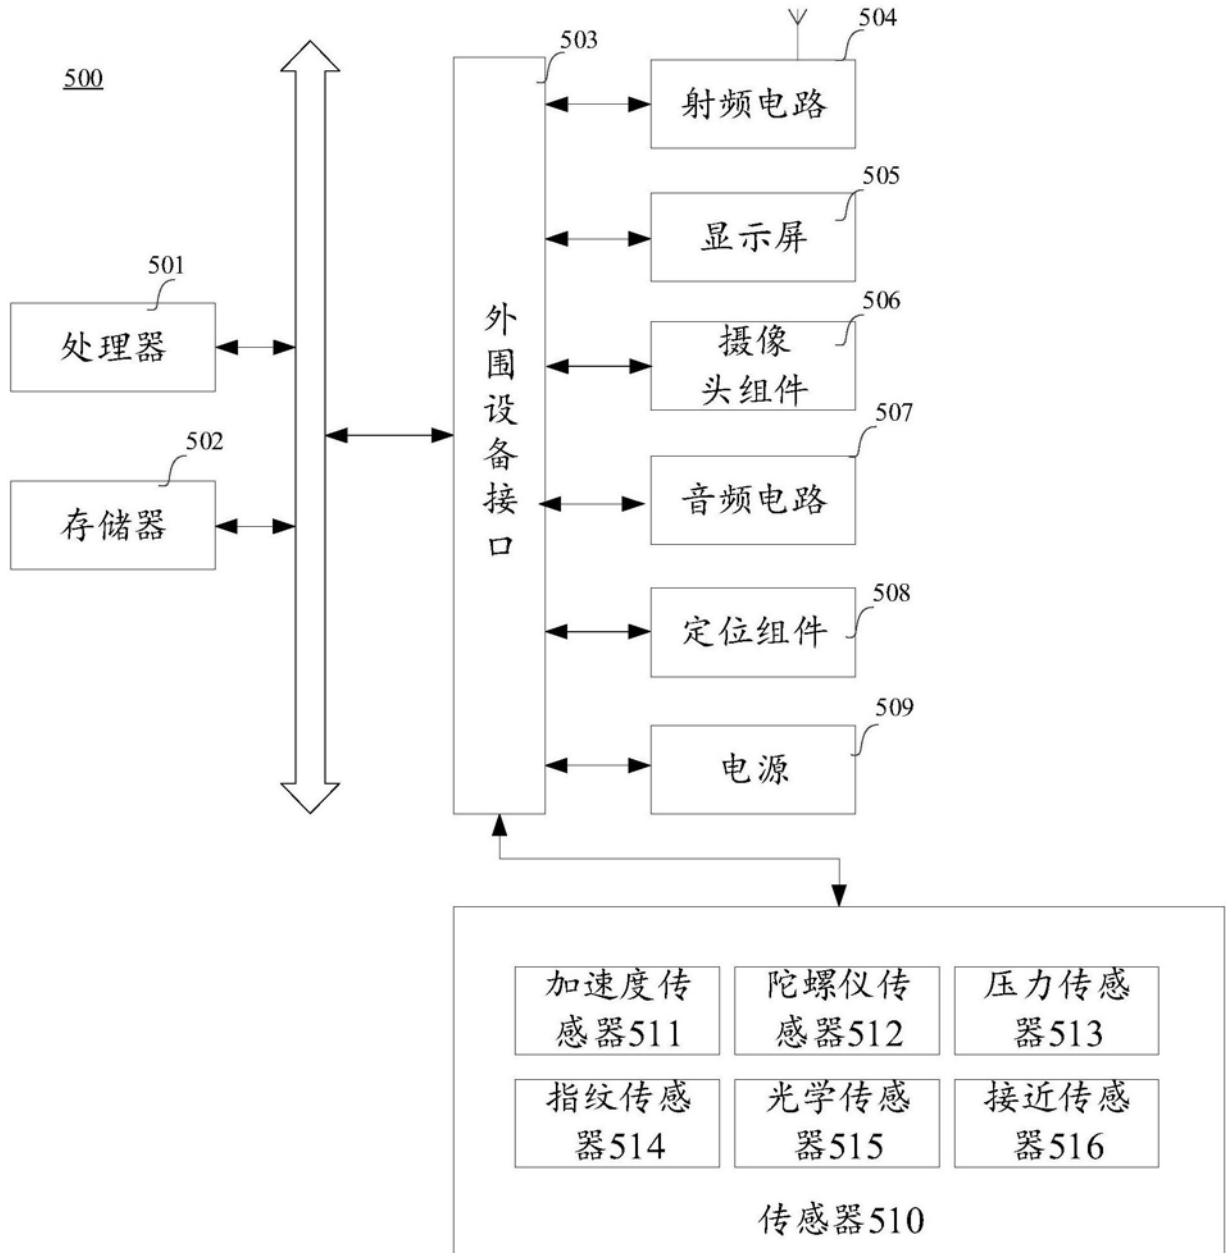 500
501
处理器
502
存储器
503
外围设备接口
504
射频电路
505
显示屏
506
摄像
头组件
507
音频电路
508
定位组件
509
电源
加速度传
感器511
陀螺仪传
感器512
压力传感
器513
指纹传感
器514
光学传感
器515
接近传感
器516
传感器510